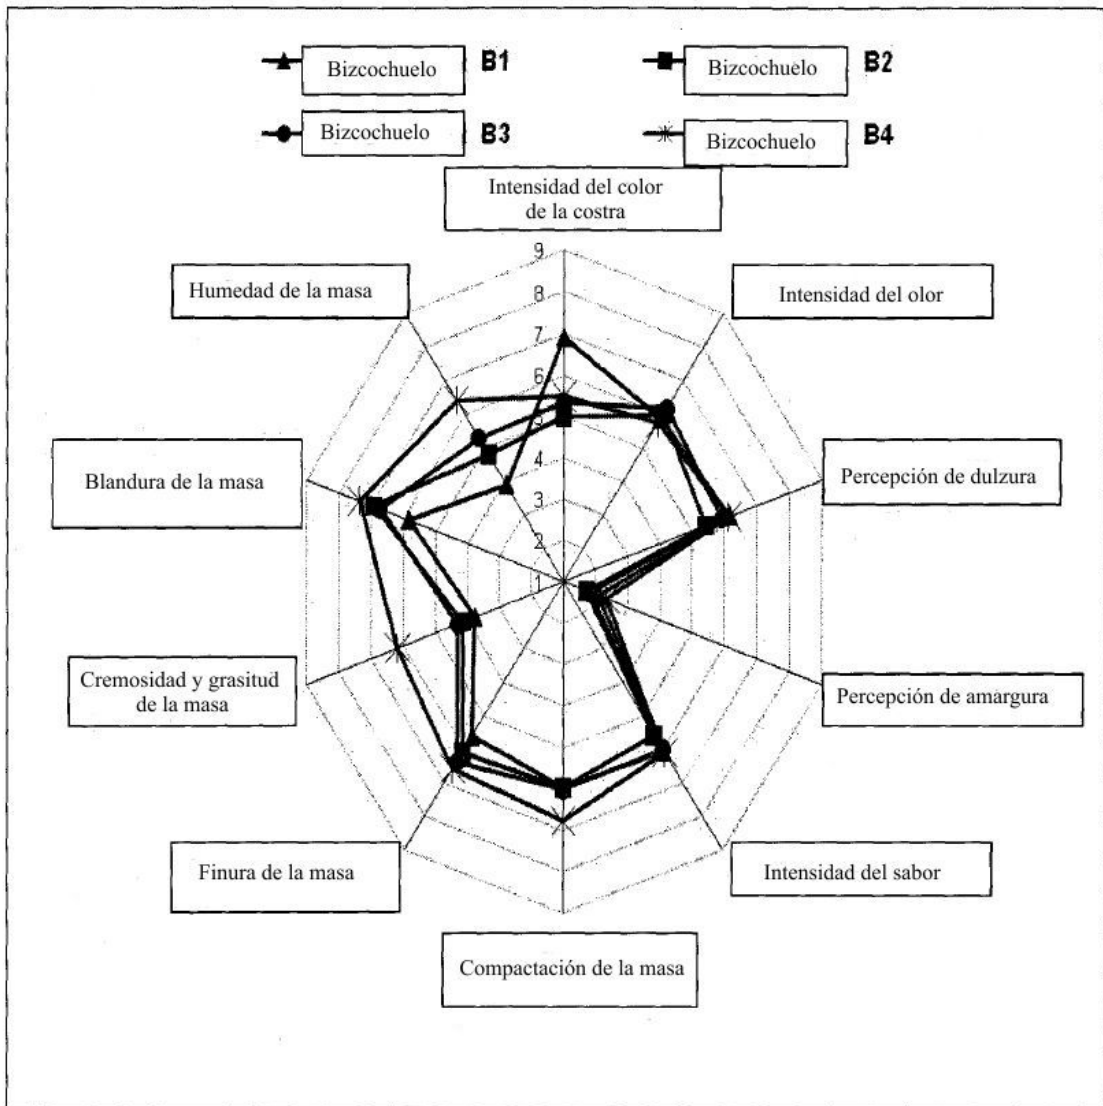 Bizcochuelo B1
Bizcochuelo B2
Bizcochuelo B3
Bizcochuelo B4
Intensidad del color
de la costra
Humedad de la masa
Intensidad del olor
Blandura de la masa
Percepción de dulzura
Cremosidad y grasitud
de la masa
Percepción de amargura
Finura de la masa
Intensidad del sabor
Compactación de la masa
9
8
7
6
5
4
3
2
1